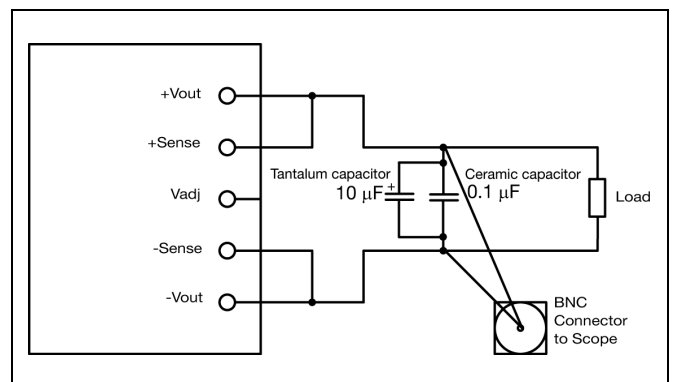 +Vout
+Sense
Vadj
-Sense
-Vout
Tantalum capacitor
10 μF
+
Ceramic capacitor
0.1 μF
Load
BNC
Connector
to Scope